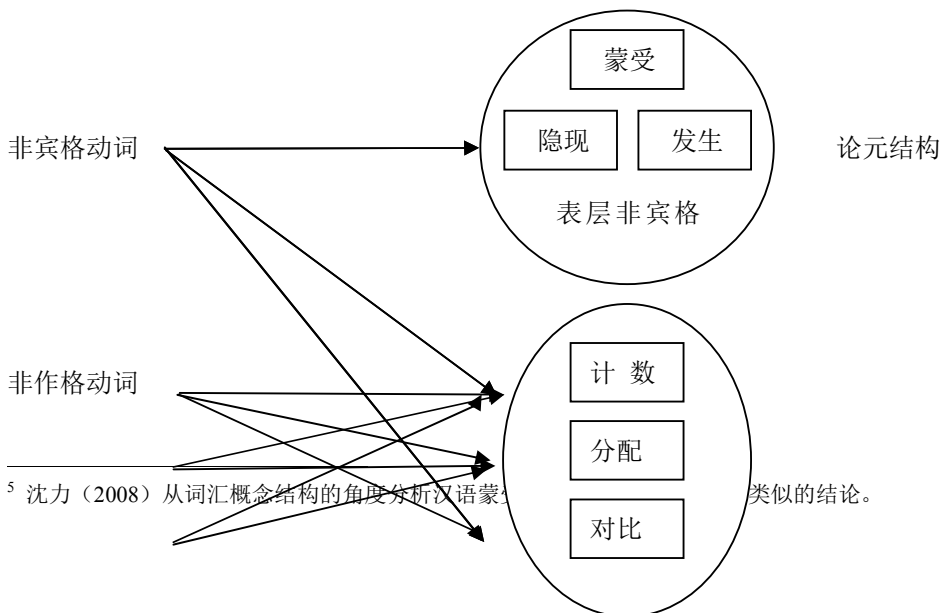 蒙受
非宾格动词 隐现 发生 论元结构
表层非宾格
非作格动词 计 数
分配
5 沈力（2008）从词汇概念结构的角度分析汉语蒙 类似的结论。
对比